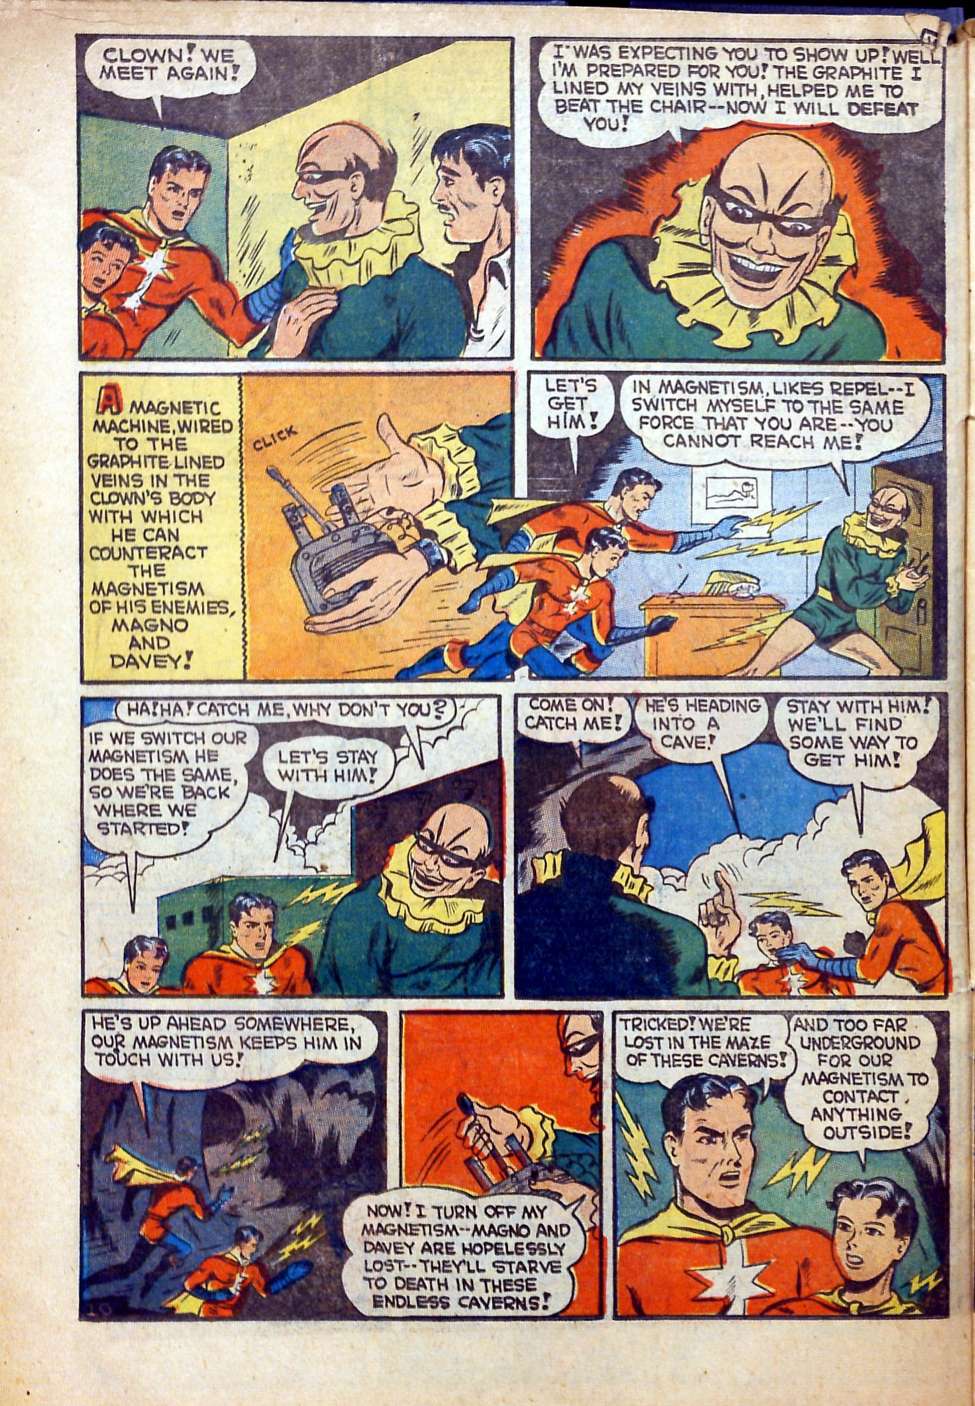 CLOWN! WE
MEET AGAIN!
I WAS EXPECTING YOU TO SHOW UP! WELL
I'M PREPARED FOR YOU! THE GRAPHITE I
LINED MY VEINS WITH, HELPED ME TO
BEAT THE CHAIR--NOW I WILL DEFEAT
YOU!
A MAGNETIC
MACHINE, WIRED
TO THE
GRAPHITE-LINED
VEINS IN THE
CLOWN'S BODY
WITH WHICH
HE CAN
COUNTERACT
THE
MAGNETISM
OF HIS ENEMIES,
MAGNO
AND
DAVEY!
CLICK
LET'S
GET
HIM!
IN MAGNETISM, LIKES REPEL--I
SWITCH MYSELF TO THE SAME
FORCE THAT YOU ARE--YOU
CANNOT REACH ME!
HA! HA! CATCH ME, WHY DON'T YOU?
IF WE SWITCH OUR
MAGNETISM HE
DOES THE SAME,
SO WE'RE BACK
WHERE WE
STARTED!
LET'S STAY
WITH HIM!
COME ON!
CATCH ME!
HE'S HEADING
INTO A
CAVE!
STAY WITH HIM!
WE'LL FIND
SOME WAY TO
GET HIM!
HE'S UP AHEAD SOMEWHERE,
OUR MAGNETISM KEEPS HIM IN
TOUCH WITH US!
10
NOW! I TURN OFF MY
MAGNETISM--MAGNO AND
DAVEY ARE HOPELESSLY
LOST--THEY'LL STARVE
TO DEATH IN THESE
ENDLESS CAVERNS!
TRICKED! WE'RE
LOST IN THE MAZE
OF THESE CAVERNS!
AND TOO FAR
UNDERGROUND
FOR OUR
MAGNETISM TO
CONTACT
ANYTHING
OUTSIDE!